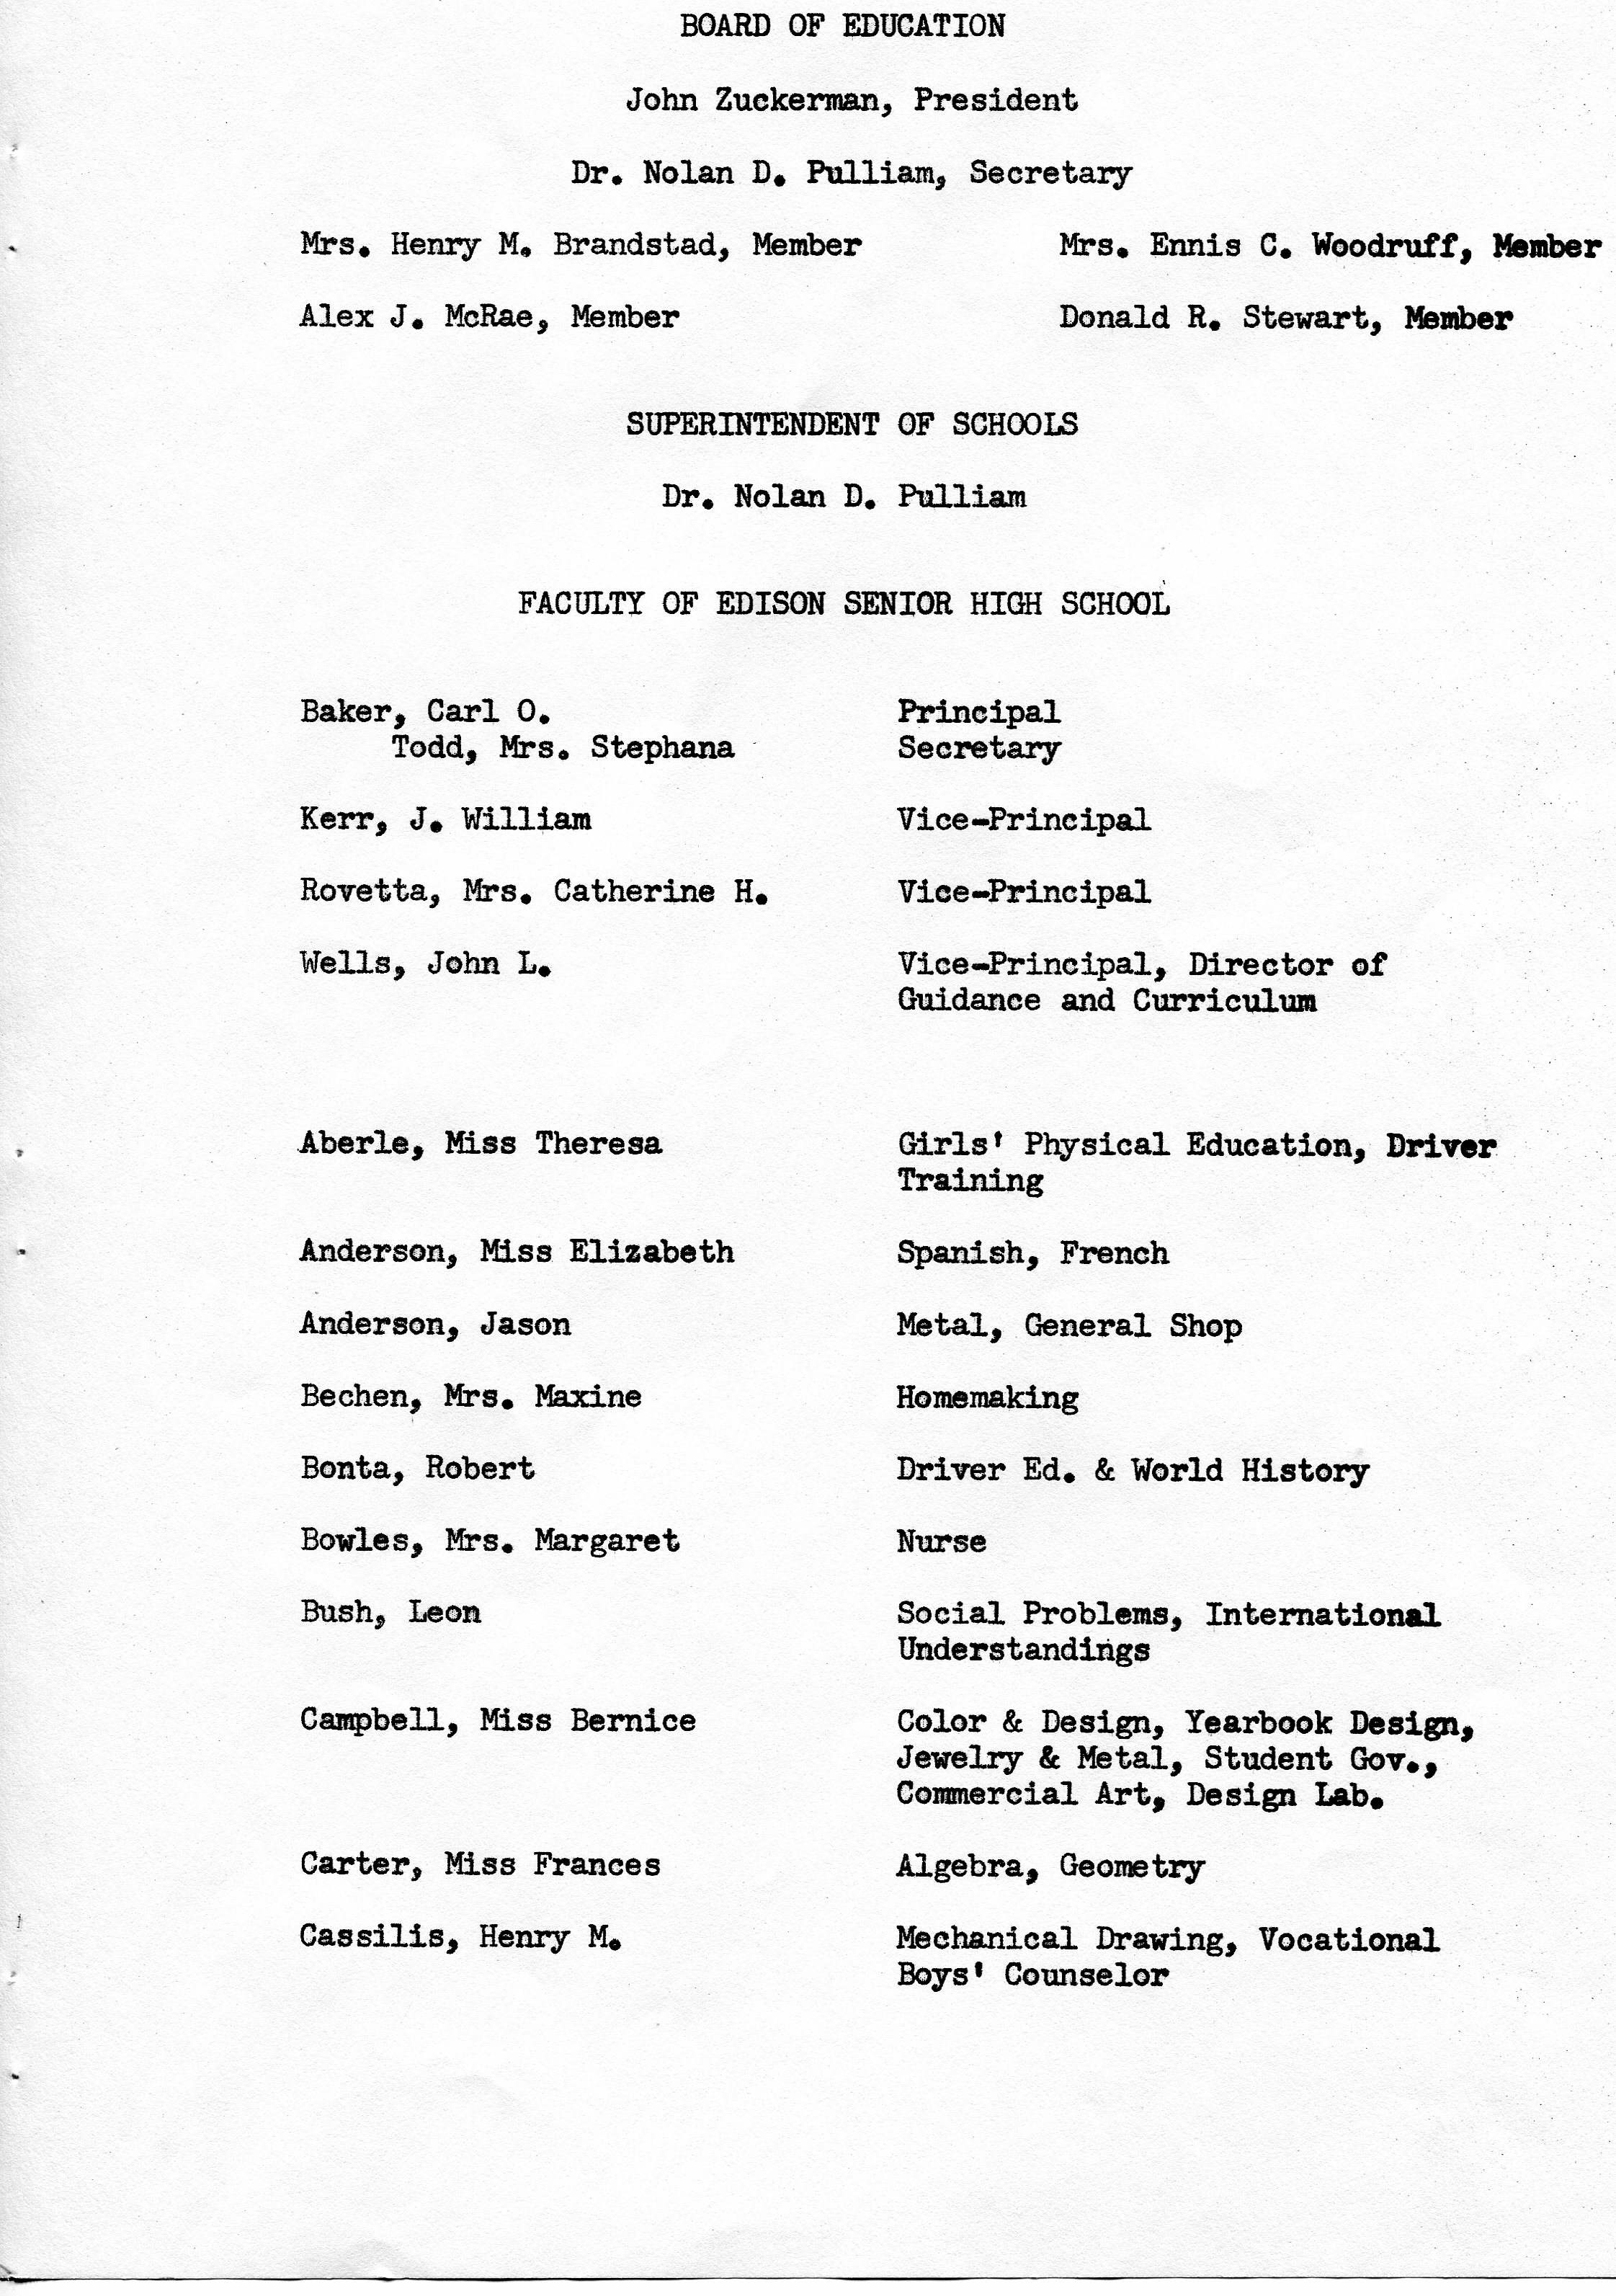 BOARD OF EDUCATION
John Zuckerman, President
Dr. Nolan D. Pulliam, Secretary
Mrs. Henry M. Brandstad, Member Mrs. Ennis C. Woodruff, Member
Alex J. McRae, Member Donald R. Stewart, Member
SUPERINTENDENT OF SCHOOLS
Dr. Nolan D. Pulliam
FACULTY OF EDISON SENIOR HIGH SCHOOL
Baker, Carl O. Principal
Todd, Mrs. Stephana Secretary
Kerr, J. William Vice-Principal
Rovetta, Mrs. Catherine H. Vice-Principal
Wells, John L. Vice-Principal, Director of
Guidance and Curriculum
Aberle, Miss Theresa Girls' Physical Education, Driver
Training
Anderson, Miss Elizabeth Spanish, French
Anderson, Jason Metal, General Shop
Bechen, Mrs. Maxine Homemaking
Bonta, Robert Driver Ed. & World History
Bowles, Mrs. Margaret Nurse
Bush, Leon Social Problems, International
Understandings
Campbell, Miss Bernice Color & Design, Yearbook Design,
Jewelry & Metal, Student Gov.,
Commercial Art, Design Lab.
Carter, Miss Frances Algebra, Geometry
Cassilis, Henry M. Mechanical Drawing, Vocational
Boys' Counselor